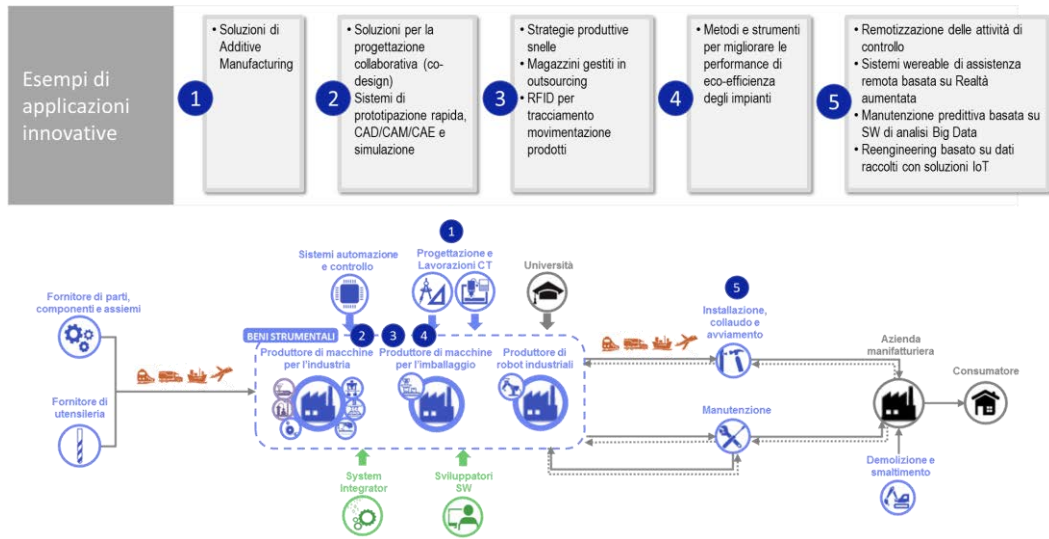 Esempi di
applicazioni
innovative
1
• Soluzioni di
Additive
Manufacturing
2
• Soluzioni per la
progettazione
collaborativa (co-
design)
• Sistemi di
prototipazione rapida,
CAD/CAM/CAE e
simulazione
3
• Strategie produttive
snelle
• Magazzini gestiti in
outsourcing
• RFID per
tracciamento
movimentazione
prodotti
4
• Metodi e strumenti
per migliorare le
performance di
eco-efficienza
degli impianti
5
• Remotizzazione delle attività di
controllo
• Sistemi wereable di assistenza
remota basata su Realtà
aumentata
• Manutenzione predittiva basata su
SW di analisi Big Data
• Reengineering basato su dati
raccolti con soluzioni IoT
1
Sistemi automazione
e controllo
Progettazione e
Lavorazioni CT
Università
5
Fornitore di parti,
componenti e assiemi
Installazione,
collaudo e
avviamento
BENI STRUMENTALI
2
3
4
Produttore di macchine
per l'industria
Produttore di macchine
per l'imballaggio
Produttore di
robot industriali
Azienda
manifatturiera
Consumatore
Fornitore di
utensileria
Manutenzione
System
Integrator
Sviluppatori
SW
Demolizione e
smaltimento